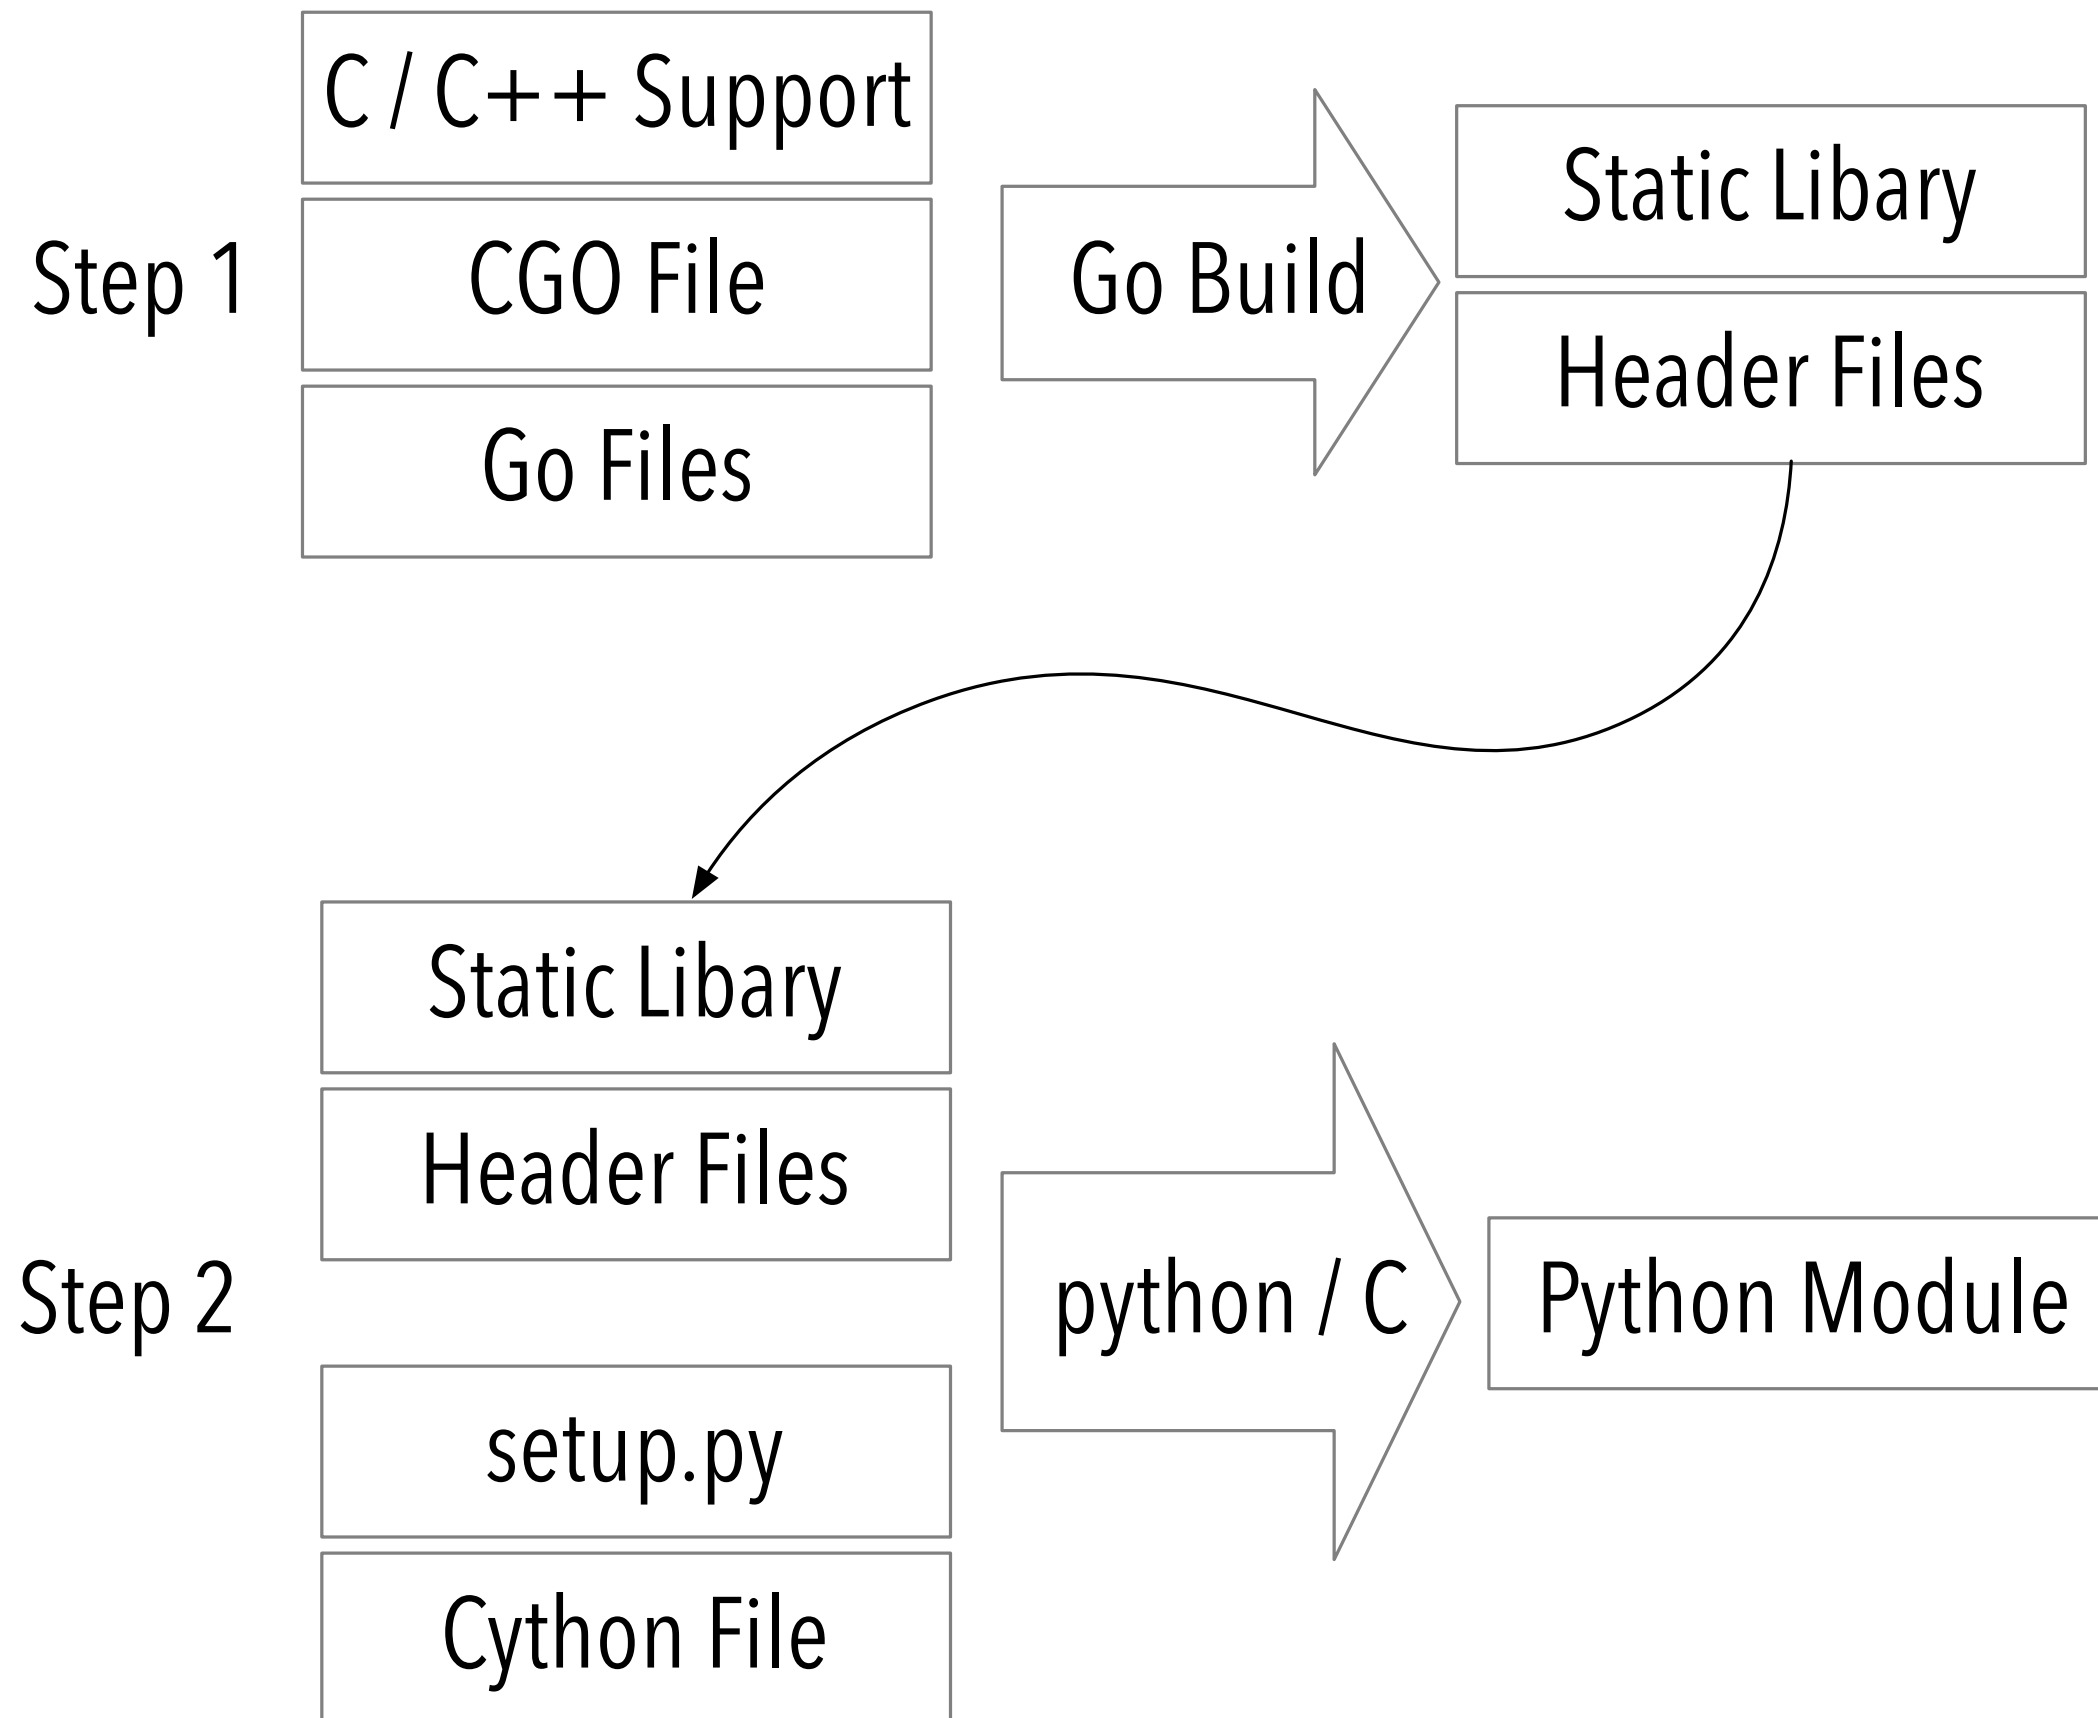 C / C++ Support
Step 1
CGO File
Go Files
Go Build
Static Libary
Header Files
Static Libary
Header Files
Step 2
setup.py
Cython File
python / C
Python Module